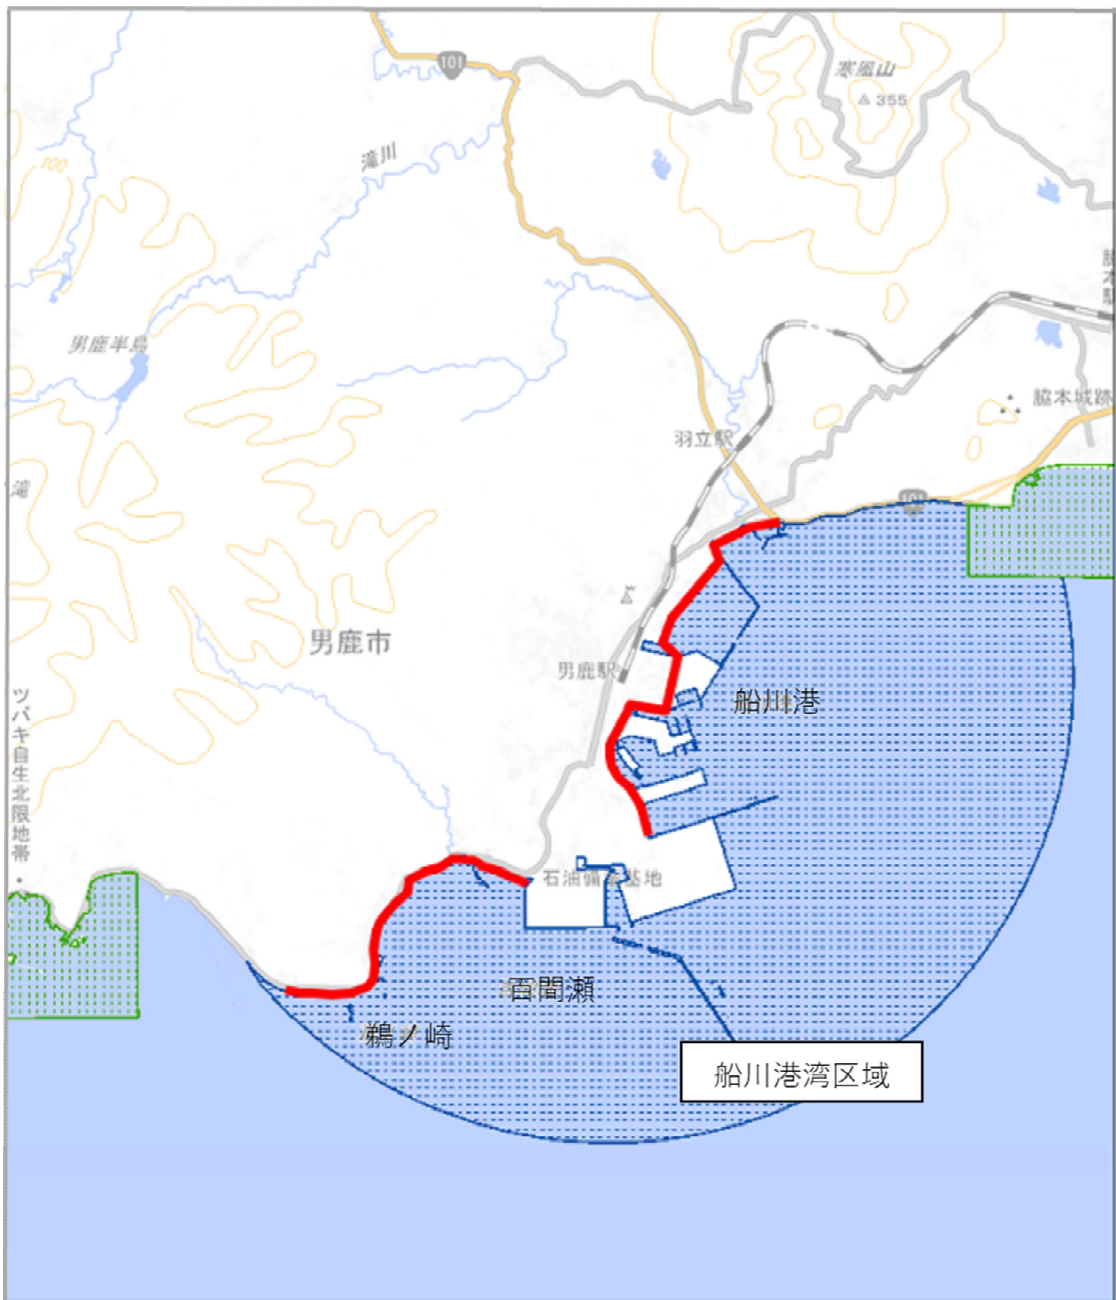 101
寒風山
355
滝川
100
男鹿半島
脇本城跡
羽立駅
滝
101
男鹿市
男鹿駅
船川港
ツバキ自生北限地帯
石油備蓄基地
百間瀬
鵜ノ崎
船川港湾区域